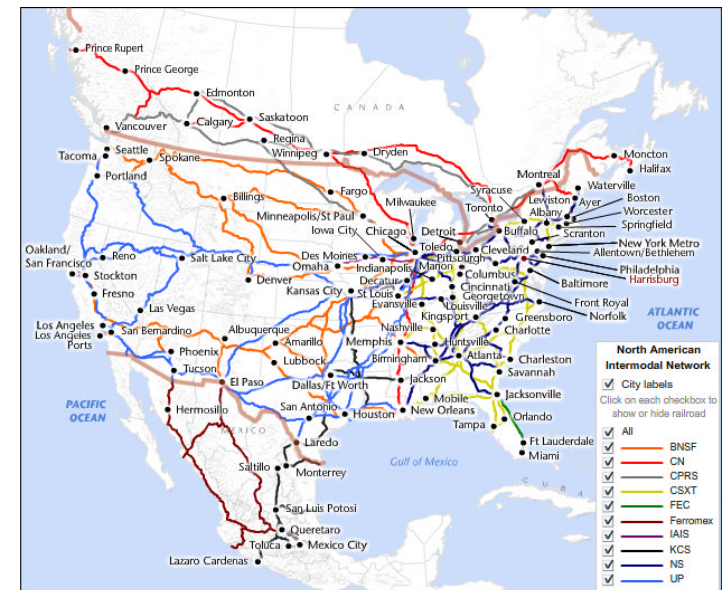 Prince Rupert
Prince George
Edmonton
CANADA
Calgary
Saskatoon
Vancouver
Regina
Winnipeg
Dryden
Seattle
Tacoma
Spokane
Portland
Moncton
Montreal
Halifax
Waterville
Syracuse
Lewiston
Ayer
Boston
Toronto
Albany
Worcester
Springfield
Billings
Fargo
Milwaukee
Minneapolis/St Paul
Iowa City
Chicago
Detroit
Buffalo
Scranton
New York Metro
Toledo
Cleveland
Allentown/Bethlehem
Pittsburgh
Philadelphia
Harrisburg
Oakland/
San Francisco
Reno
Salt Lake City
Des Moines
Omaha
Indianapolis
Marion
Columbus
Baltimore
Stockton
Denver
Kansas City
Decatur
Cincinnati
St Louis
Georgetown
Front Royal
Fresno
Evansville
Louisville
Norfolk
Las Vegas
Kingsport
Greensboro
ATLANTIC
OCEAN
Los Angeles
Los Angeles
Ports
San Bernardino
Albuquerque
Amarillo
Nashville
Charlotte
Memphis
Huntsville
Phoenix
Lubbock
Birmingham
Atlanta
Charleston
Tucson
El Paso
Dallas/Ft Worth
Jackson
Savannah
PACIFIC
OCEAN
Hermosillo
San Antonio
Houston
Mobile
New Orleans
Jacksonville
Orlando
Tampa
MEXICO
Laredo
Ft Lauderdale
Miami
Saltillo
Monterrey
Gulf of Mexico
CUBA
San Luis Potosi
Queretaro
Toluca
Mexico City
Lazaro Cardenas
North American
Intermodal Network
City labels
Click on each checkbox to
show or hide railroad
All
BNSF
CN
CPRS
CSXT
FEC
Ferromex
IAIS
KCS
NS
UP